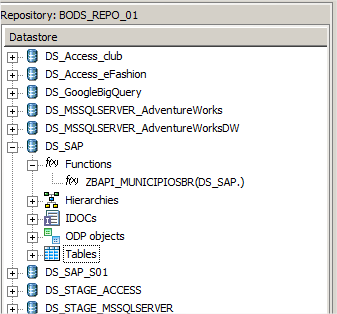 Repository: BODS_REPO_01
Datastore
DS_Access_club
DS_Access_eFashion
DS_GoogleBigQuery
DS_MSSQLSERVER_AdventureWorks
DS_MSSQLSERVER_AdventureWorksDW
DS_SAP
f(x) Functions
f(x) ZBAPI_MUNICIPIOSBR(DS_SAP.)
Hierarchies
IDOCs
ODP objects
Tables
DS_SAP_S01
DS_STAGE_ACCESS
DS_STAGE_MSSQLSERVER